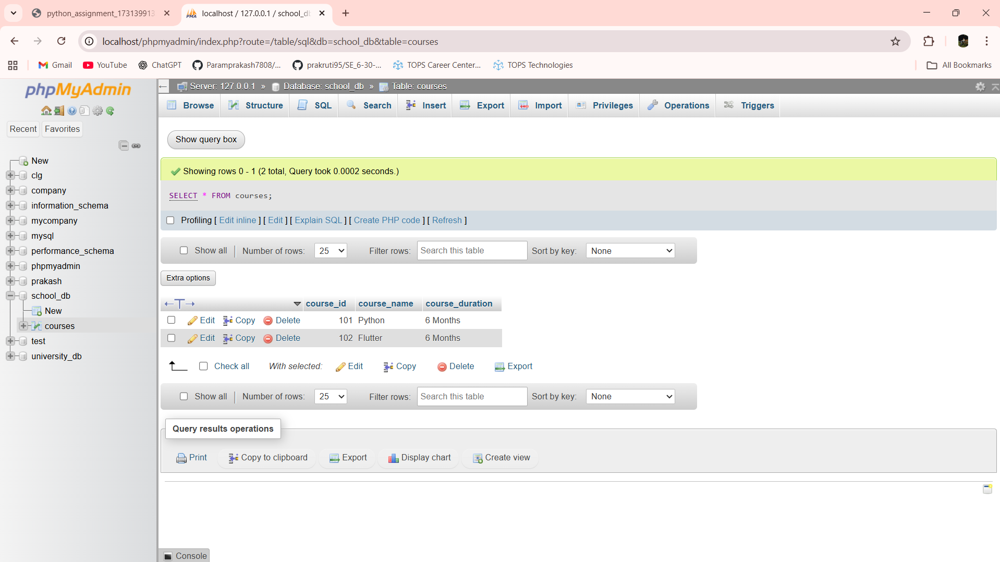 python_assignment_173139913
localhost / 127.0.0.1 / school_db
localhost/phpmyadmin/index.php?route=/table/sql&db=school_db&table=courses
Gmail YouTube ChatGPT Paramprakash7808/... prakruti95/SE_6-30-... TOPS Career Center... TOPS Technologies All Bookmarks
phpMyAdmin
Recent Favorites
New
clg
company
information_schema
mycompany
mysql
performance_schema
phpmyadmin
prakash
school_db
New
courses
test
university_db
Server: 127.0.0.1 » Database: school_db » Table: courses
Browse Structure SQL Search Insert Export Import Privileges Operations Triggers
Show query box
Showing rows 0 - 1 (2 total, Query took 0.0002 seconds.)
SELECT * FROM courses;
Profiling [ Edit inline ] [ Edit ] [ Explain SQL ] [ Create PHP code ] [ Refresh ]
Show all Number of rows: 25 Filter rows: Search this table Sort by key: None
Extra options
course_id course_name course_duration
Edit Copy Delete 101 Python 6 Months
Edit Copy Delete 102 Flutter 6 Months
Check all With selected: Edit Copy Delete Export
Show all Number of rows: 25 Filter rows: Search this table Sort by key: None
Query results operations
Print Copy to clipboard Export Display chart Create view
Console